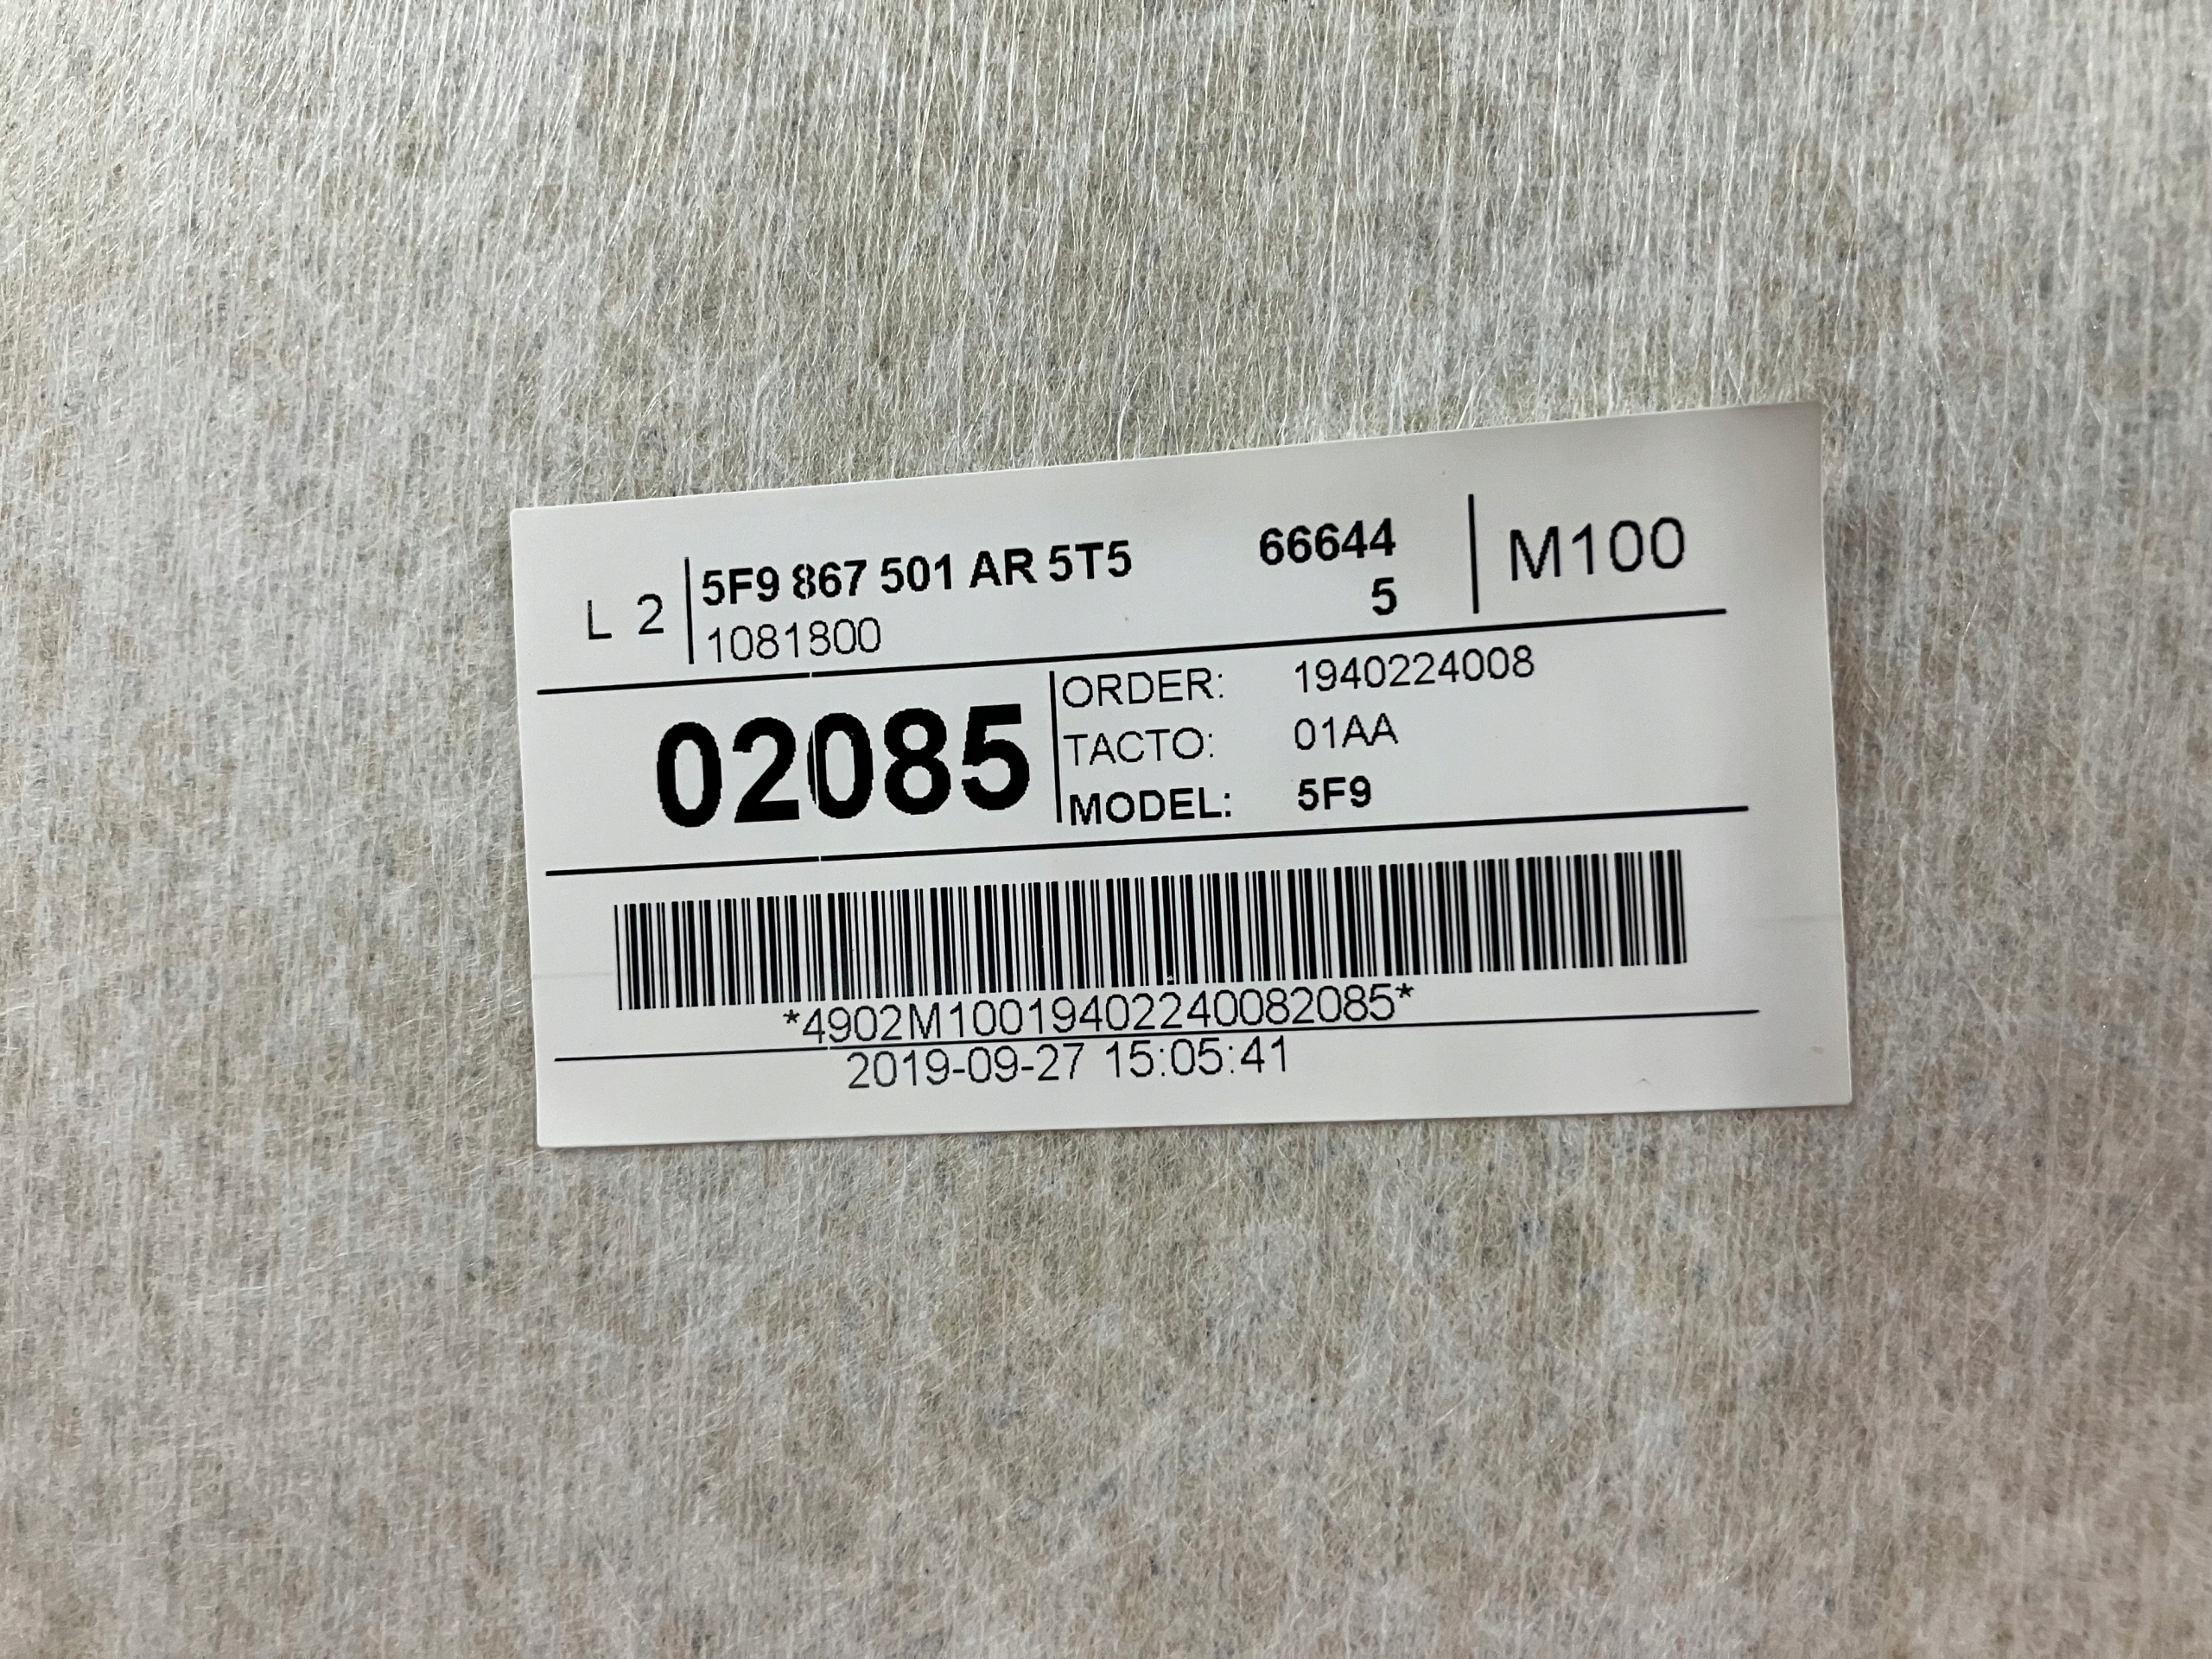 L 2
5F9 867 501 AR 5T5
1081800
66644
5
M100
02085
ORDER: 1940224008
TACTO: 01AA
MODEL: 5F9
*4902M10019402240082085*
2019-09-27 15:05:41